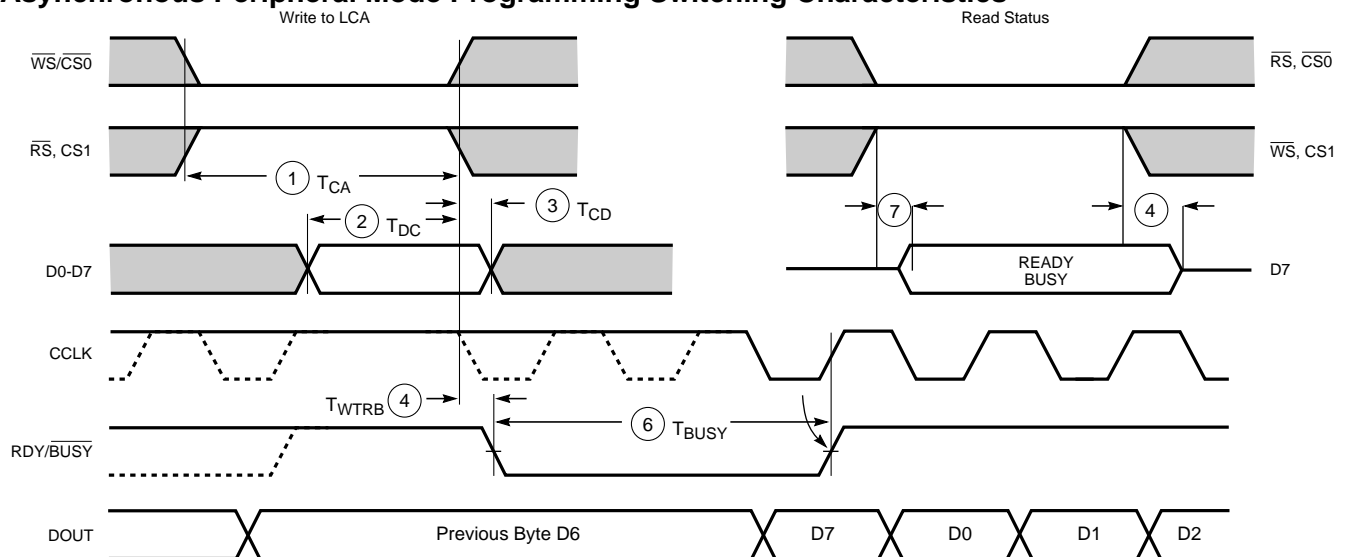 Asynchronous Peripheral Mode Programming Switching Characteristics
Write to LCA
Read Status
WS/CS0
RS, CS0
RS, CS1
WS, CS1
1 TCA
2 TDC
3 TCD
7
4
D0-D7
READY
BUSY
D7
CCLK
TWTRB 4
6 TBUSY
RDY/BUSY
DOUT
Previous Byte D6
D7
D0
D1
D2